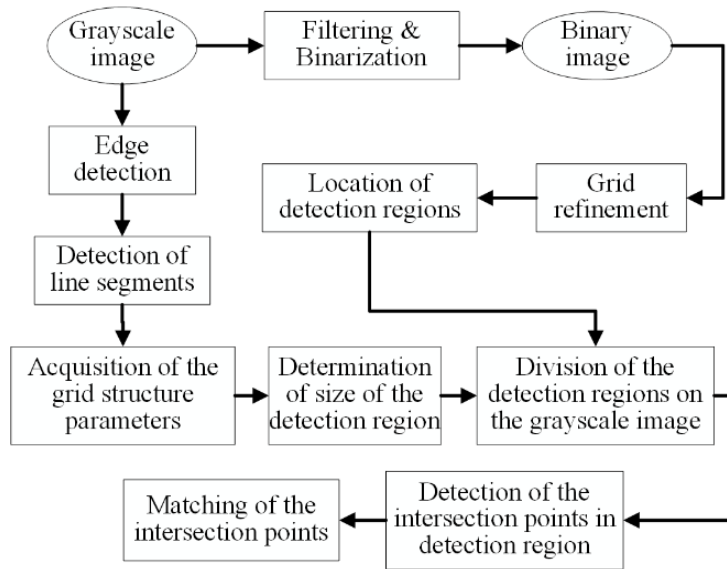 Grayscale
image
Filtering &
Binarization
Binary
image
Edge
detection
Location of
detection regions
Grid
refinement
Detection of
line segments
Acquisition of the
grid structure
parameters
Determination
of size of the
detection region
Division of the
detection regions on
the grayscale image
Matching of the
intersection points
Detection of the
intersection points in
detection region